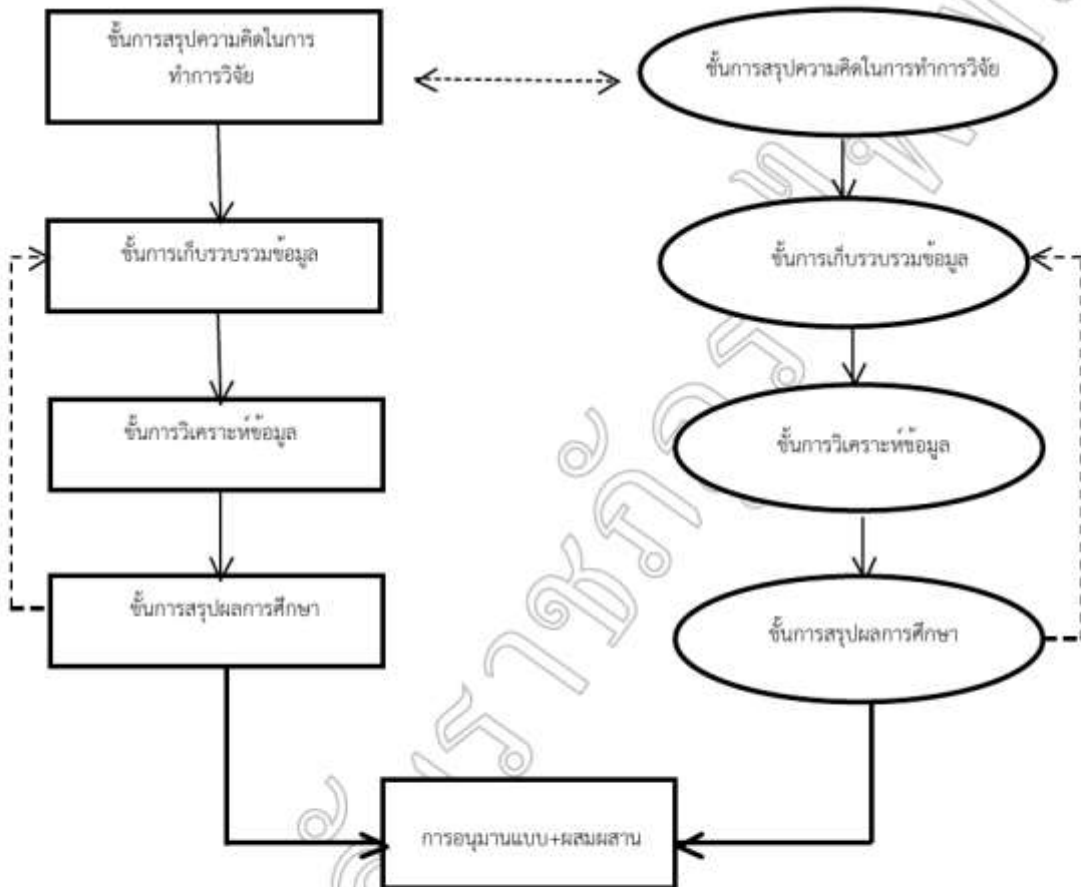 ขั้นการสรุปความคิดในการ
ทำการวิจัย
ขั้นการสรุปความคิดในการทำการวิจัย
ขั้นการเก็บรวบรวมข้อมูล
ขั้นการเก็บรวบรวมข้อมูล
ขั้นการวิเคราะห์ข้อมูล
ขั้นการวิเคราะห์ข้อมูล
ขั้นการสรุปผลการศึกษา
ขั้นการสรุปผลการศึกษา
การอนุมานแบบ+ผสมผสาน